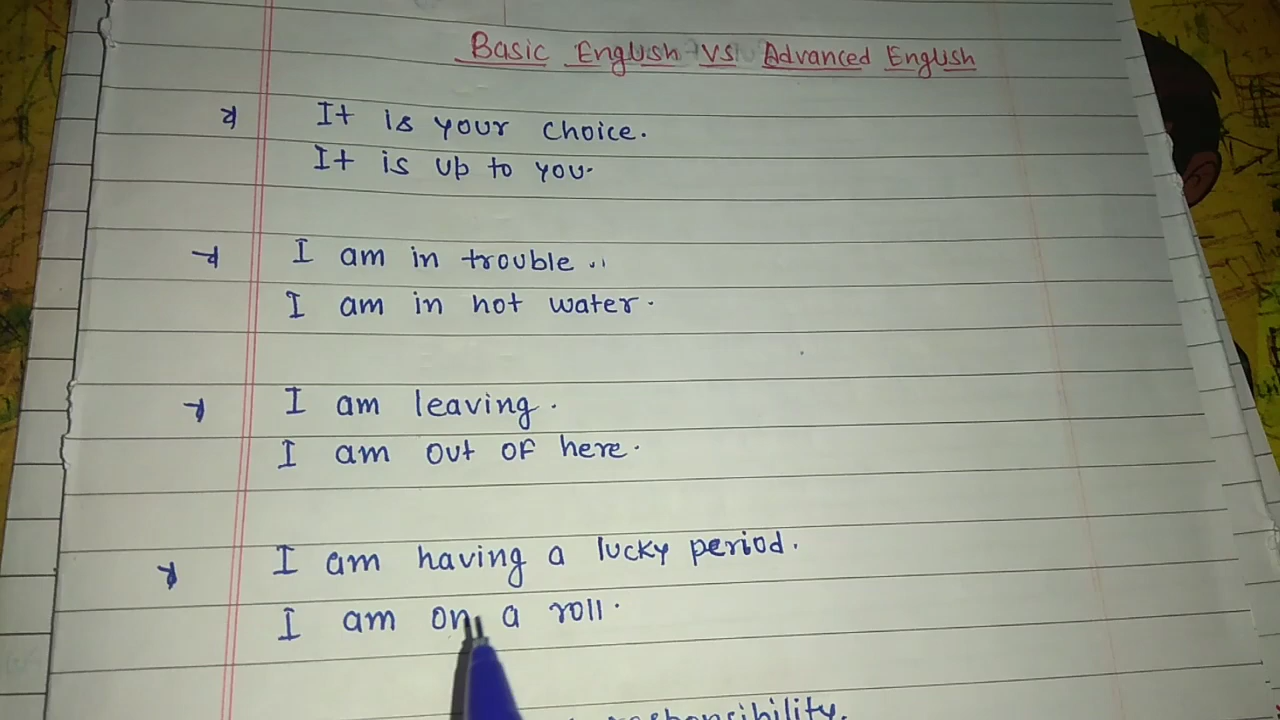 Basic English VS Advanced English
It is your choice.
It is up to you.
I am in trouble..
I am in hot water.
I am leaving.
I am out of here.
I am having a lucky period.
I am on a roll.
responsibility.